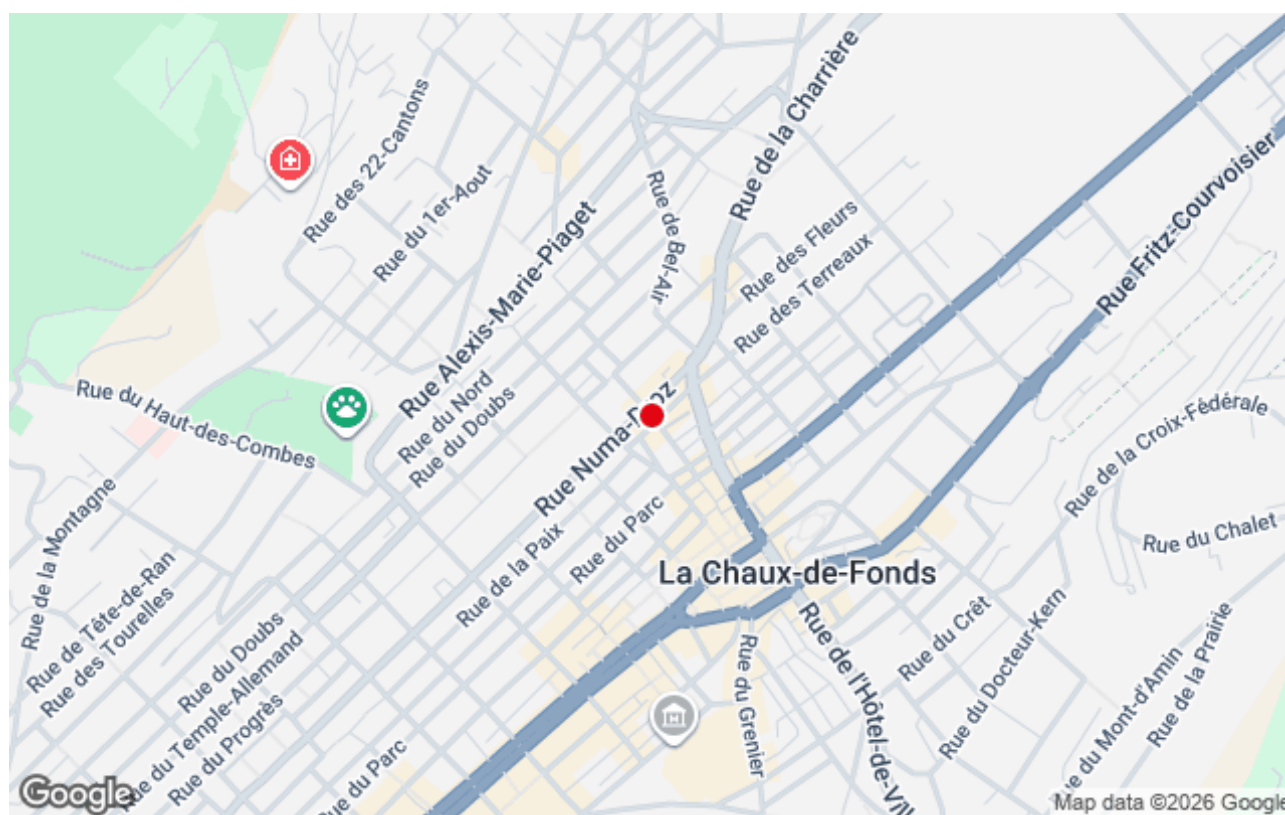 Rue de la Charrière
Rue des 22-Cantons
Rue du 1er-Aout
Rue de Bel-Air
Rue des Fleurs
Rue des Terreaux
Rue Fritz-Courvoisier
Rue Alexis-Marie-Piaget
Rue du Nord
Rue du Doubs
Rue du Haut-des-Combes
Rue Numa-Droz
Rue de la Croix-Fédérale
Rue du Chalet
Rue de la Montagne
Rue de la Paix
Rue du Parc
La Chaux-de-Fonds
Rue de Tête-de-Ran
Rue des Tourelles
Rue du Doubs
Rue du Temple-Allemand
Rue du Progrès
Rue du Parc
Rue du Grenier
Rue de l'Hôtel-de-Vill
Rue du Crêt
Rue du Docteur-Kern
Rue du Mont-d'Amin
Rue de la Prairie
Google
Map data ©2026 Google